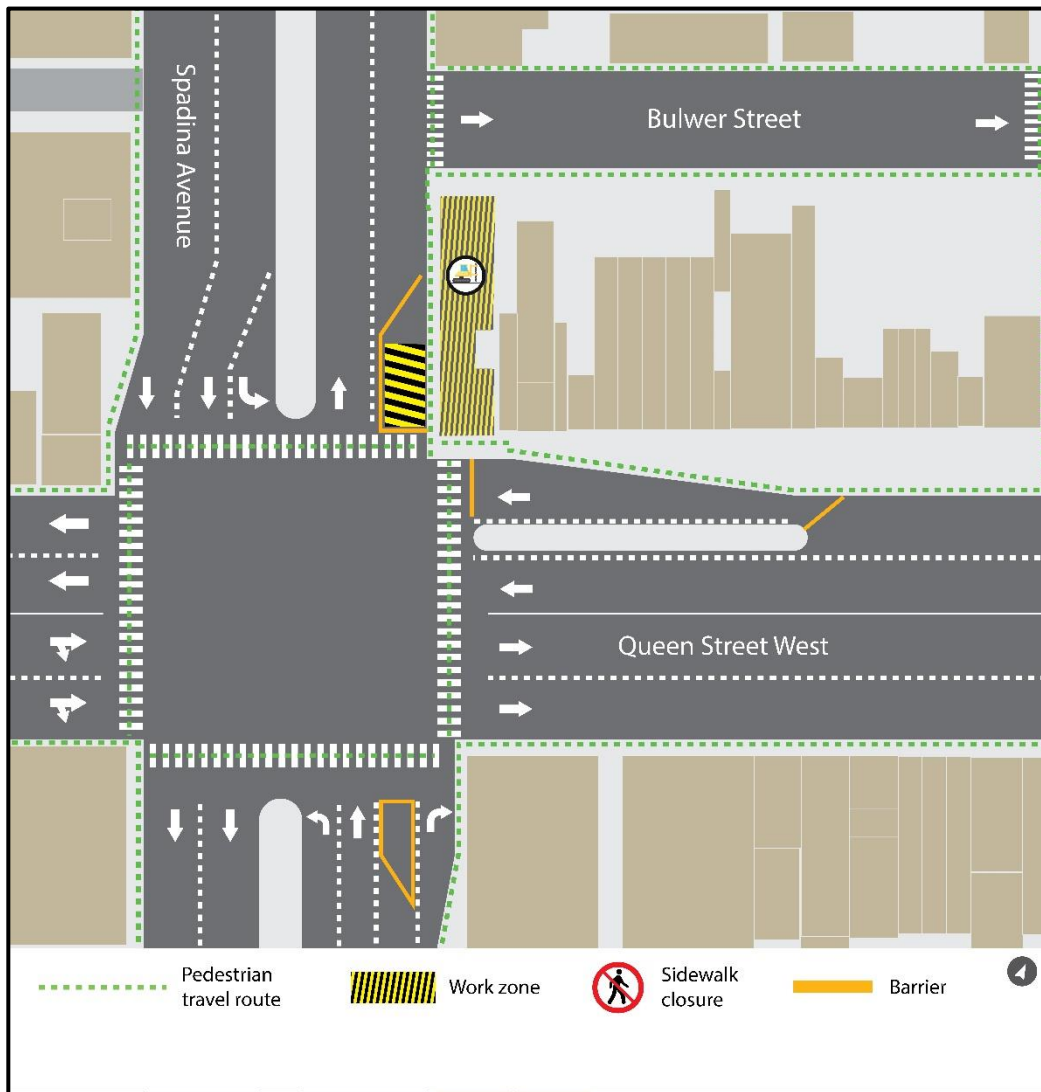 Spadina Avenue
Bulwer Street
Queen Street West
Pedestrian
travel route
Work zone
Sidewalk
closure
Barrier